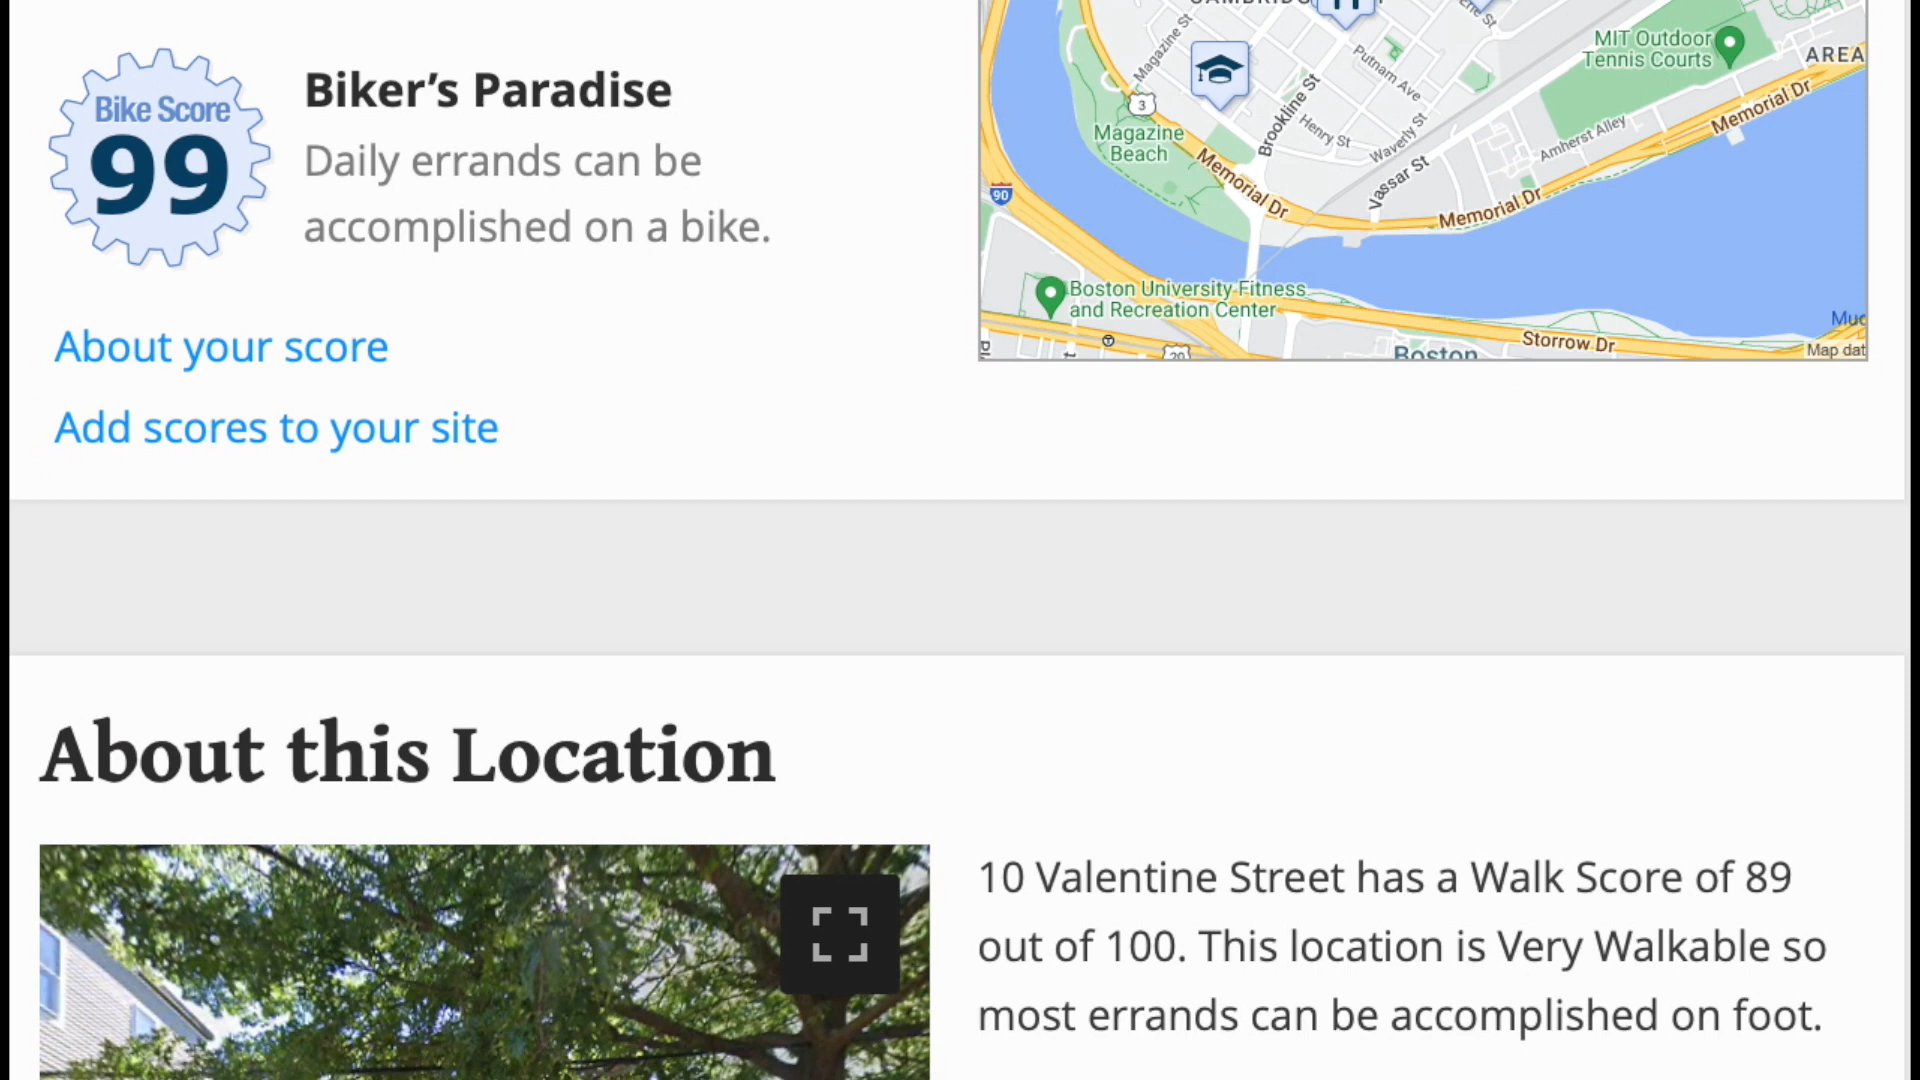 Bike Score
99
Biker’s Paradise
Daily errands can be
accomplished on a bike.
About your score
Add scores to your site
Magazine St
Putnam Ave
MIT Outdoor
Tennis Courts
AREA
3
Magazine
Beach
Brookline St
Henry St
Waverly St
Amherst Alley
Memorial Dr
Vassar St
Memorial Dr
Memorial Dr
90
Boston University Fitness
and Recreation Center
20
Storrow Dr
Boston
Map dat
About this Location
10 Valentine Street has a Walk Score of 89
out of 100. This location is Very Walkable so
most errands can be accomplished on foot.